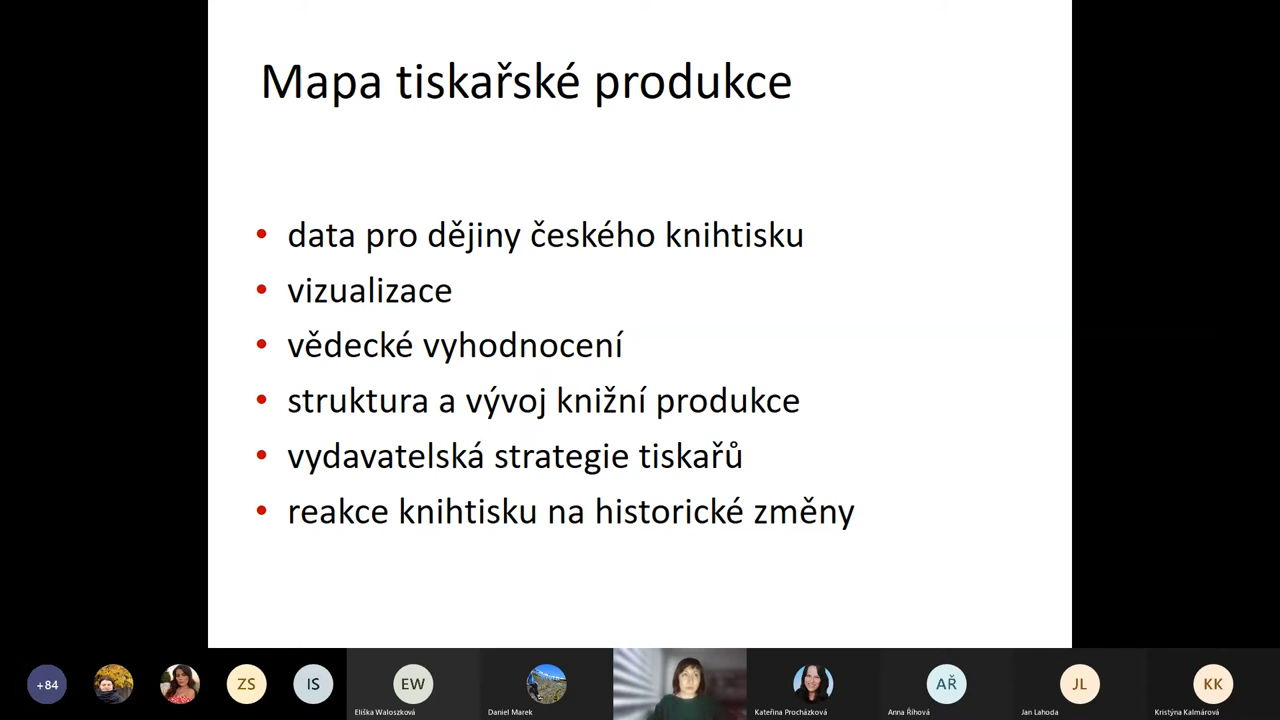 Mapa tiskařské produkce
• data pro dějiny českého knihtisku
• vizualizace
• vědecké vyhodnocení
• struktura a vývoj knižní produkce
• vydavatelská strategie tiskařů
• reakce knihtisku na historické změny
+84
ZS
IS
EW
AŘ
JL
KK
Eliška Waloszková
Daniel Marek
Kateřina Procházková
Anna Říhová
Jan Lahoda
Kristýna Kalmárová